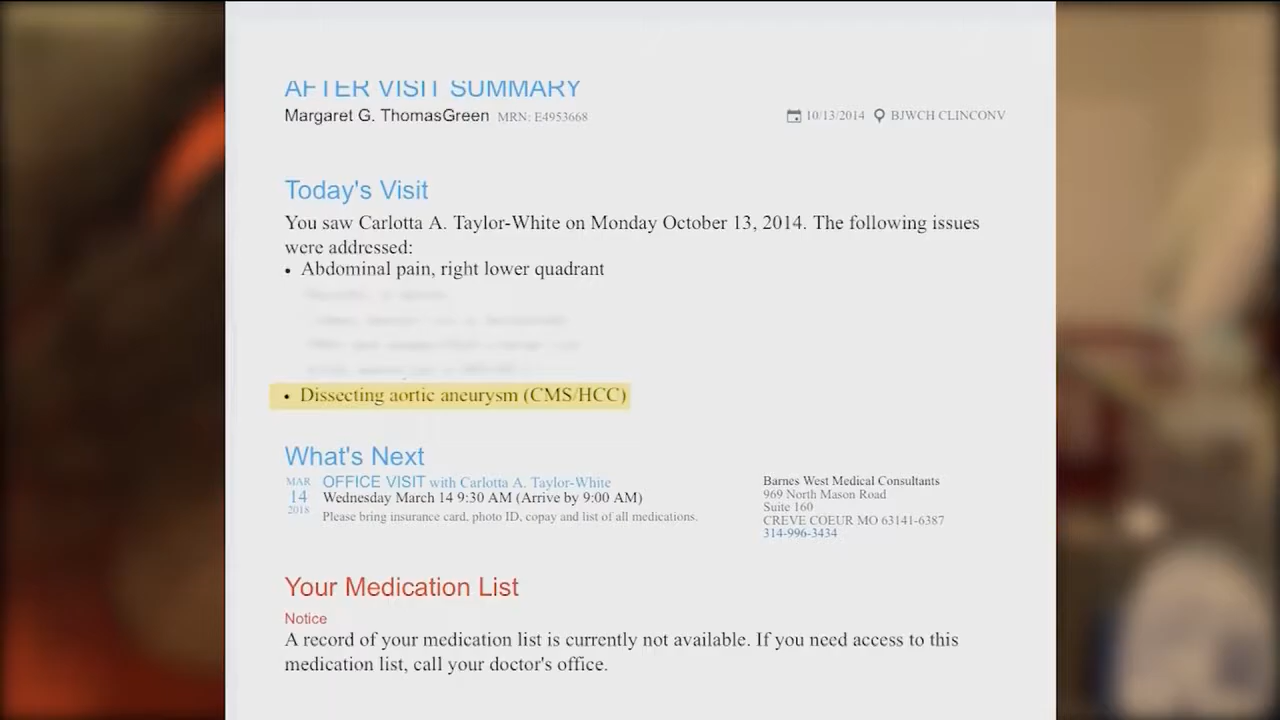 AFTER VISIT SUMMARY
Margaret G. ThomasGreen MRN: E4953668
10/13/2014 BJWCH CLINCONV
Today's Visit
You saw Carlotta A. Taylor-White on Monday October 13, 2014. The following issues
were addressed:
• Abdominal pain, right lower quadrant
• Dissecting aortic aneurysm (CMS/HCC)
What's Next
MAR
14
2018
OFFICE VISIT with Carlotta A. Taylor-White
Wednesday March 14 9:30 AM (Arrive by 9:00 AM)
Please bring insurance card, photo ID, copay and list of all medications.
Barnes West Medical Consultants
969 North Mason Road
Suite 160
CREVE COEUR MO 63141-6387
314-996-3434
Your Medication List
Notice
A record of your medication list is currently not available. If you need access to this
medication list, call your doctor's office.